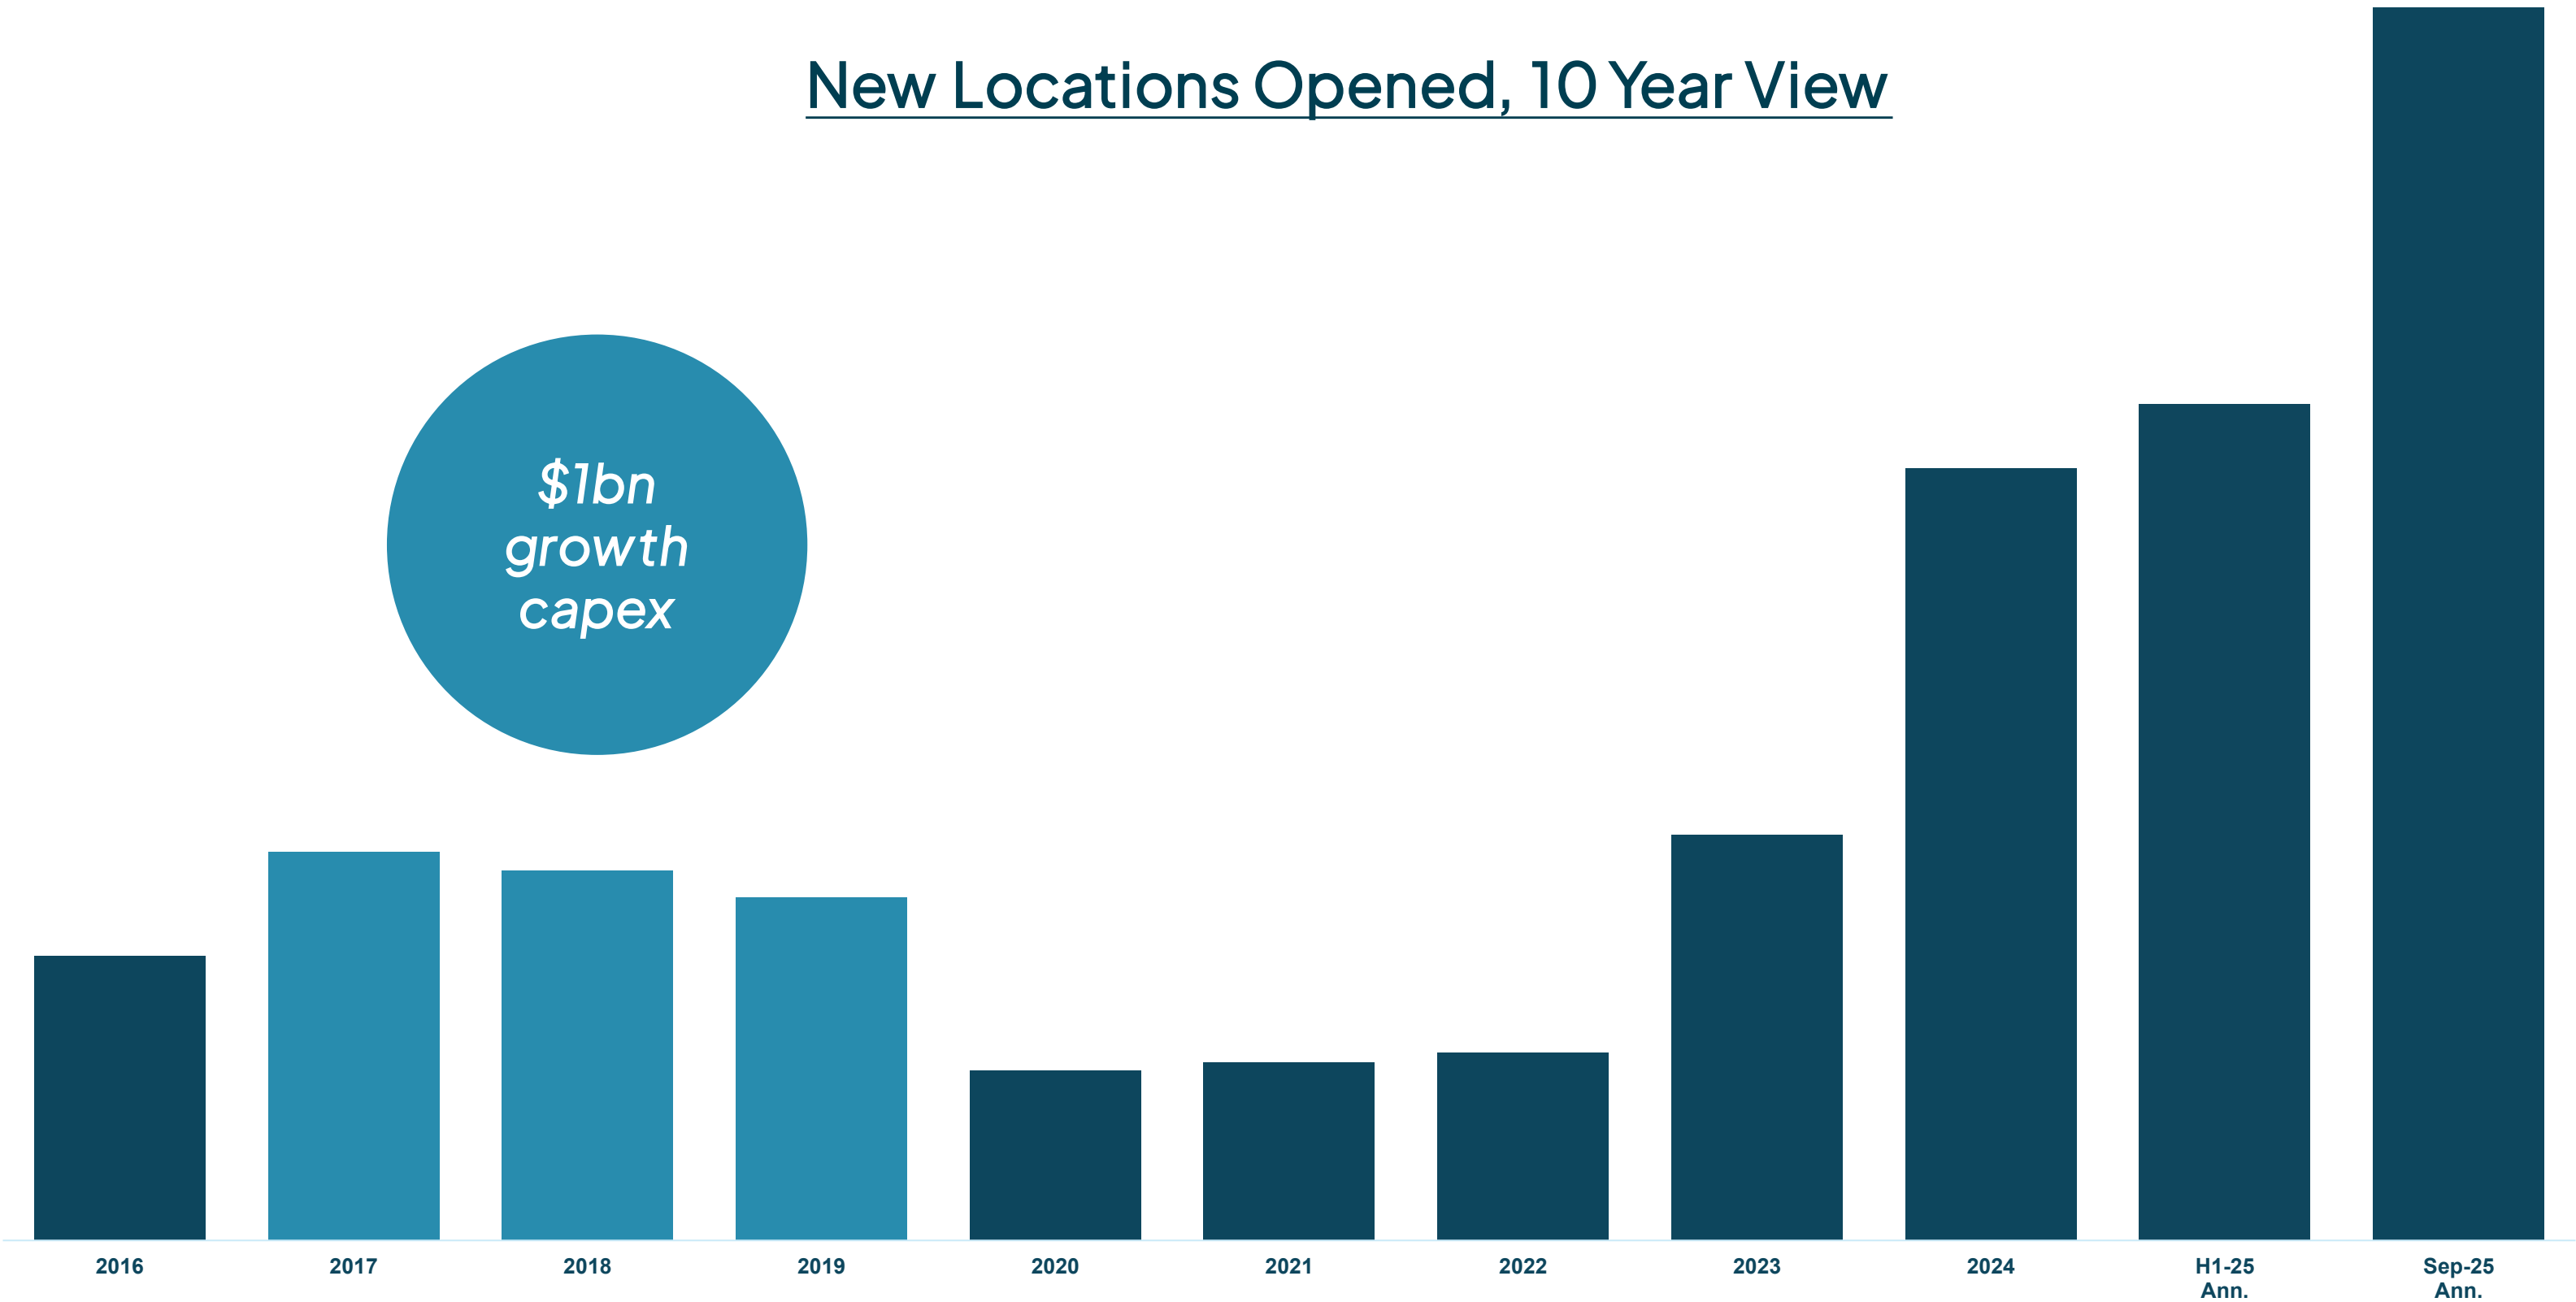 New Locations Opened, 10 Year View
$1bn
growth
capex
2016
2017
2018
2019
2020
2021
2022
2023
2024
H1-25
Ann.
Sep-25
Ann.